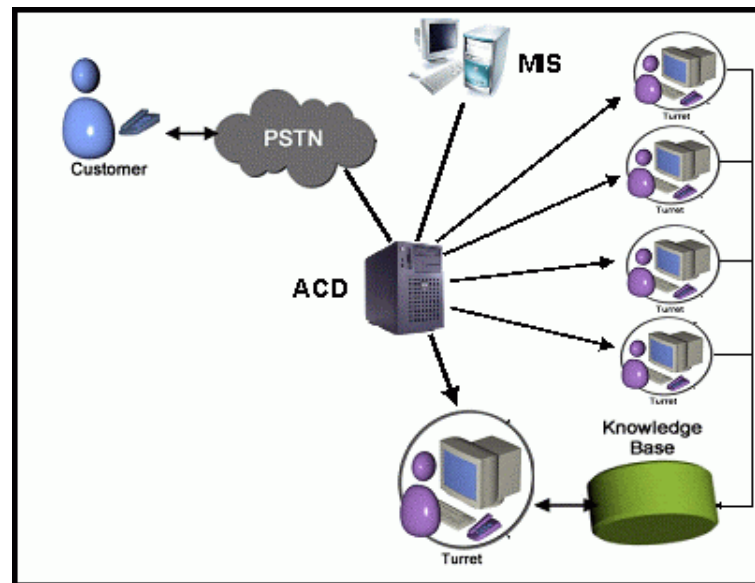 MIS
PSTN
Customer
Turret
Turret
ACD
Turret
Turret
Knowledge
Base
Turret